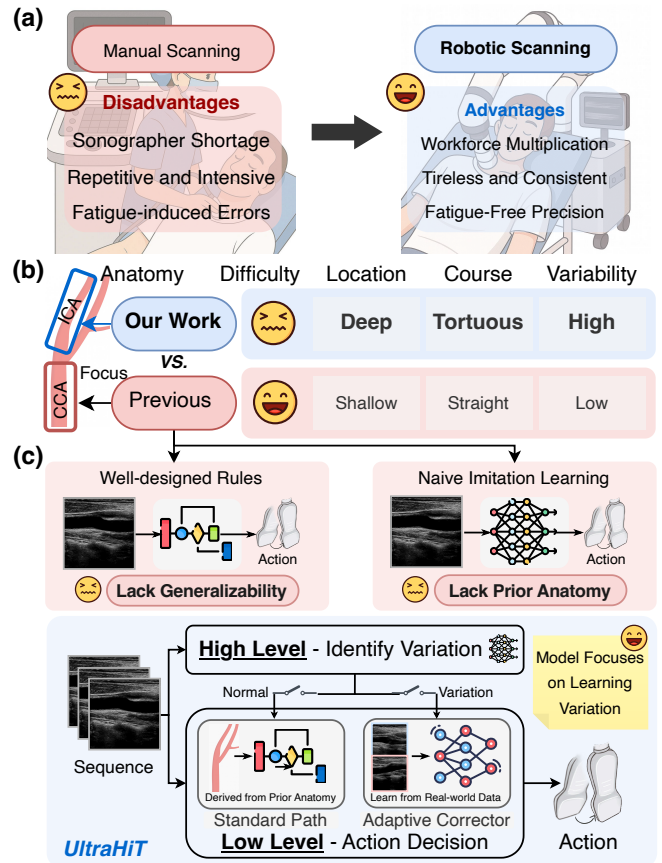 (a)
Manual Scanning
Disadvantages
Sonographer Shortage
Repetitive and Intensive
Fatigue-induced Errors
Robotic Scanning
Advantages
Workforce Multiplication
Tireless and Consistent
Fatigue-Free Precision
(b)
Anatomy Difficulty Location Course Variability
ICA
Our Work
Deep Tortuous High
VS.
Focus
CCA
Previous
Shallow Straight Low
(c)
Well-designed Rules
Action
Lack Generalizability
Naive Imitation Learning
Action
Lack Prior Anatomy
High Level - Identify Variation
Model Focuses
on Learning
Variation
Normal
Variation
Sequence
Derived from Prior Anatomy
Standard Path
Learn from Real-world Data
Adaptive Corrector
Low Level - Action Decision
Action
UltraHiT